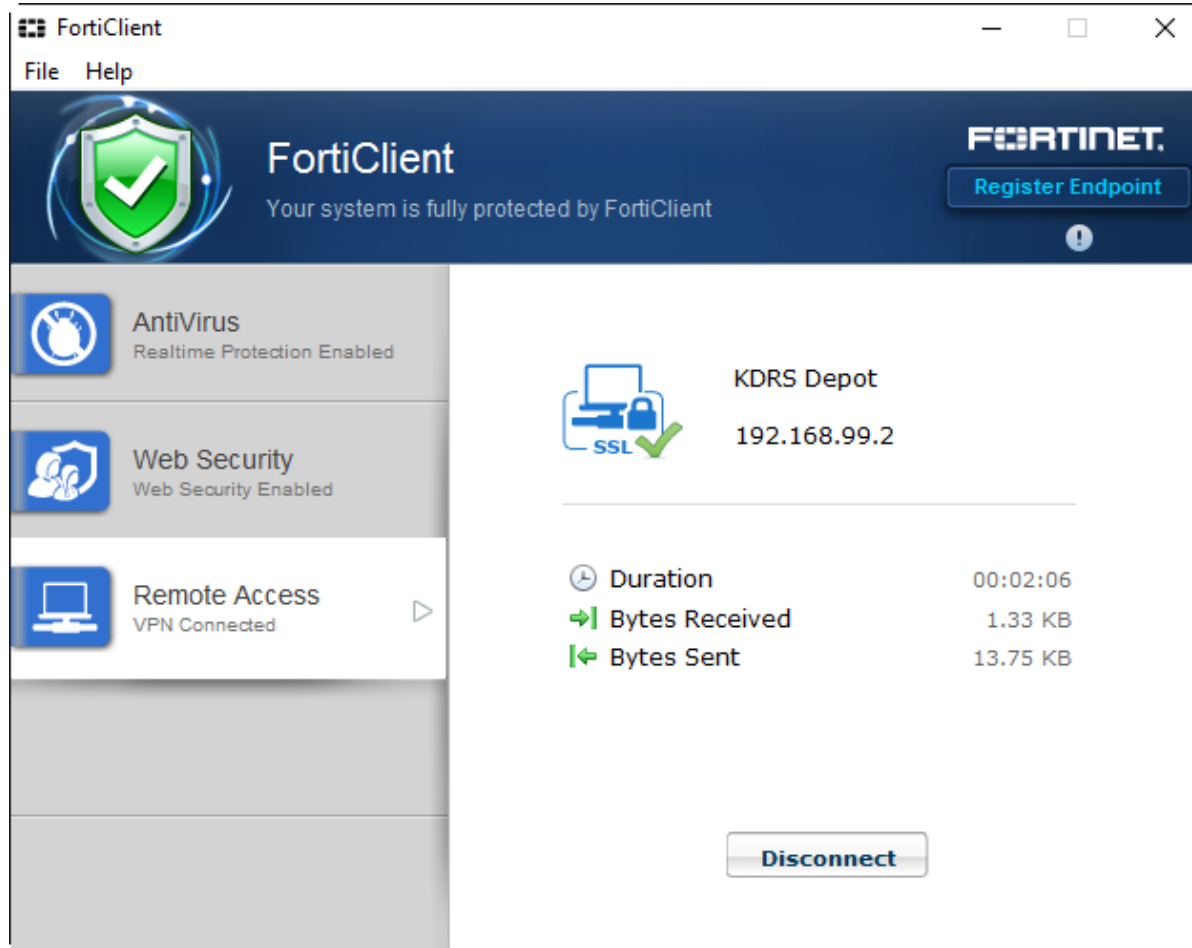 FortiClient
File Help
FortiClient
Your system is fully protected by FortiClient
FORTINET
Register Endpoint
AntiVirus
Realtime Protection Enabled
Web Security
Web Security Enabled
Remote Access
VPN Connected
SSL
KDRS Depot
192.168.99.2
Duration 00:02:06
Bytes Received 1.33 KB
Bytes Sent 13.75 KB
Disconnect